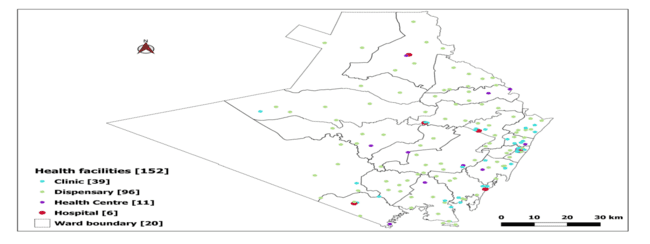 N
Health facilities [152]
Clinic [39]
Dispensary [96]
Health Centre [11]
Hospital [6]
Ward boundary [20]
0 10 20 30 km